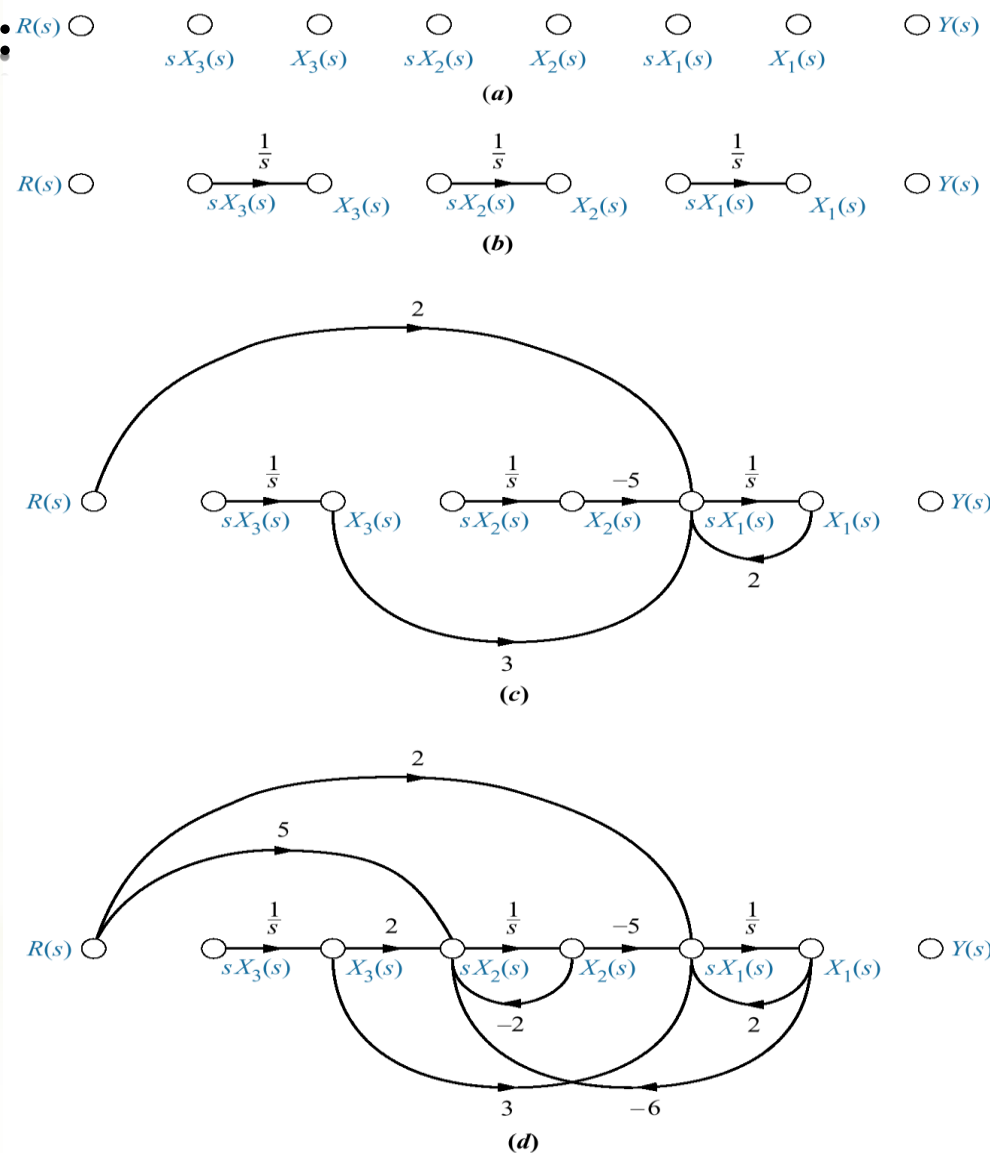 • R(s) Y(s)
•
sX₃(s) X₃(s) sX₂(s) X₂(s) sX₁(s) X₁(s)
(a)
1/s 1/s 1/s
R(s) Y(s)
sX₃(s) X₃(s) sX₂(s) X₂(s) sX₁(s) X₁(s)
(b)
2
1/s 1/s −5 1/s
R(s) Y(s)
sX₃(s) X₃(s) sX₂(s) X₂(s) sX₁(s) X₁(s)
2
3
(c)
2
5
1/s 2 1/s −5 1/s
R(s) Y(s)
sX₃(s) X₃(s) sX₂(s) X₂(s) sX₁(s) X₁(s)
−2 2
3 −6
(d)